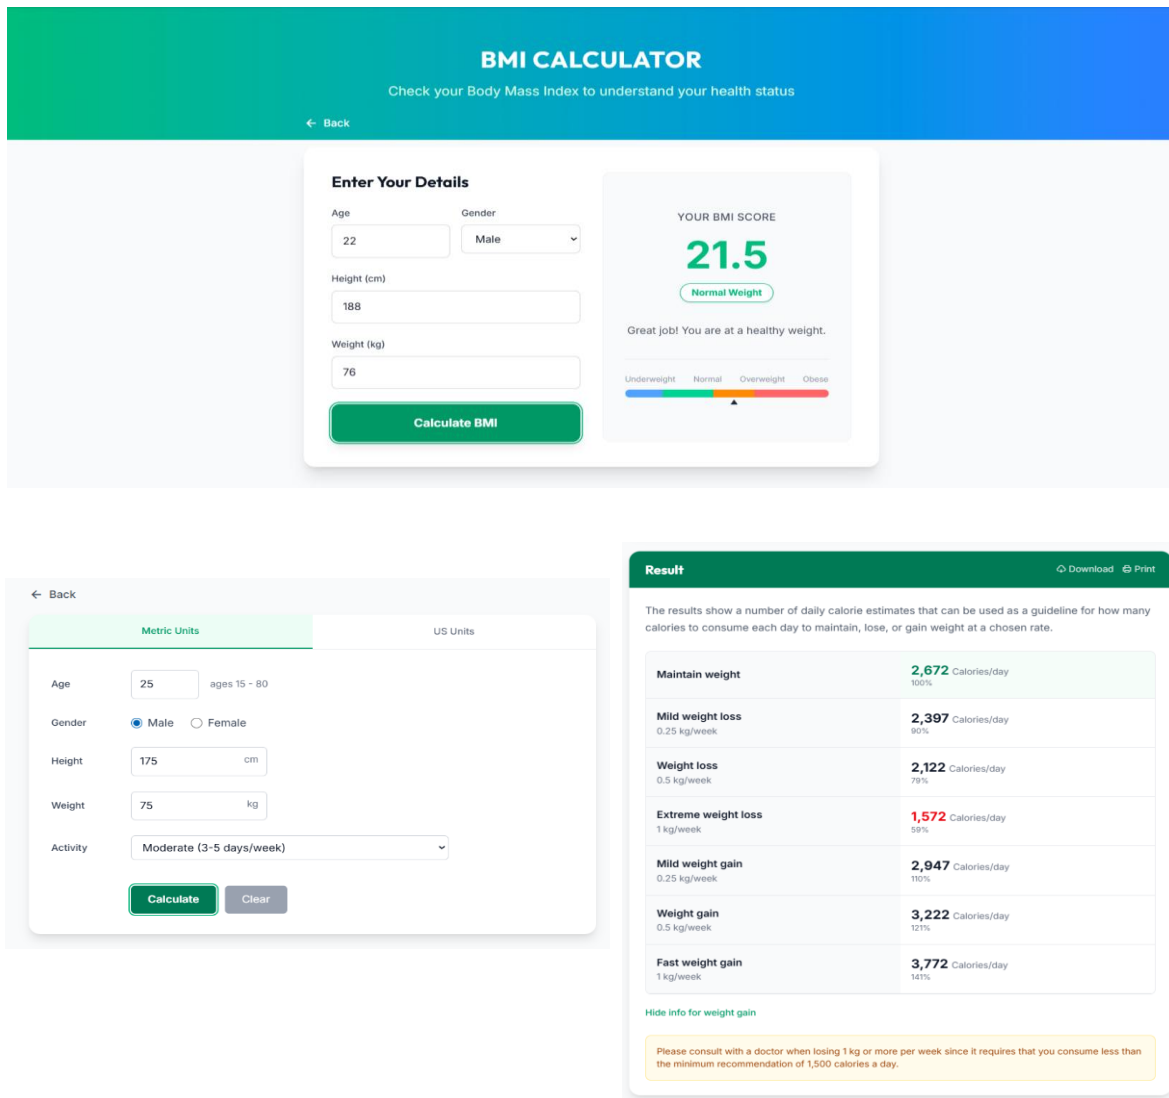 BMI CALCULATOR
Check your Body Mass Index to understand your health status
← Back
Enter Your Details
Age Gender
22 Male
Height (cm)
188
Weight (kg)
76
Calculate BMI
YOUR BMI SCORE
21.5
Normal Weight
Great job! You are at a healthy weight.
Underweight Normal Overweight Obese
← Back
Metric Units US Units
Age 25 ages 15 - 80
Gender Male Female
Height 175 cm
Weight 75 kg
Activity Moderate (3-5 days/week)
Calculate Clear
Result Download Print
The results show a number of daily calorie estimates that can be used as a guideline for how many
calories to consume each day to maintain, lose, or gain weight at a chosen rate.
Maintain weight 2,672 Calories/day
100%
Mild weight loss 2,397 Calories/day
0.25 kg/week 90%
Weight loss 2,122 Calories/day
0.5 kg/week 79%
Extreme weight loss 1,572 Calories/day
1 kg/week 59%
Mild weight gain 2,947 Calories/day
0.25 kg/week 110%
Weight gain 3,222 Calories/day
0.5 kg/week 121%
Fast weight gain 3,772 Calories/day
1 kg/week 141%
Hide info for weight gain
Please consult with a doctor when losing 1 kg or more per week since it requires that you consume less than
the minimum recommendation of 1,500 calories a day.